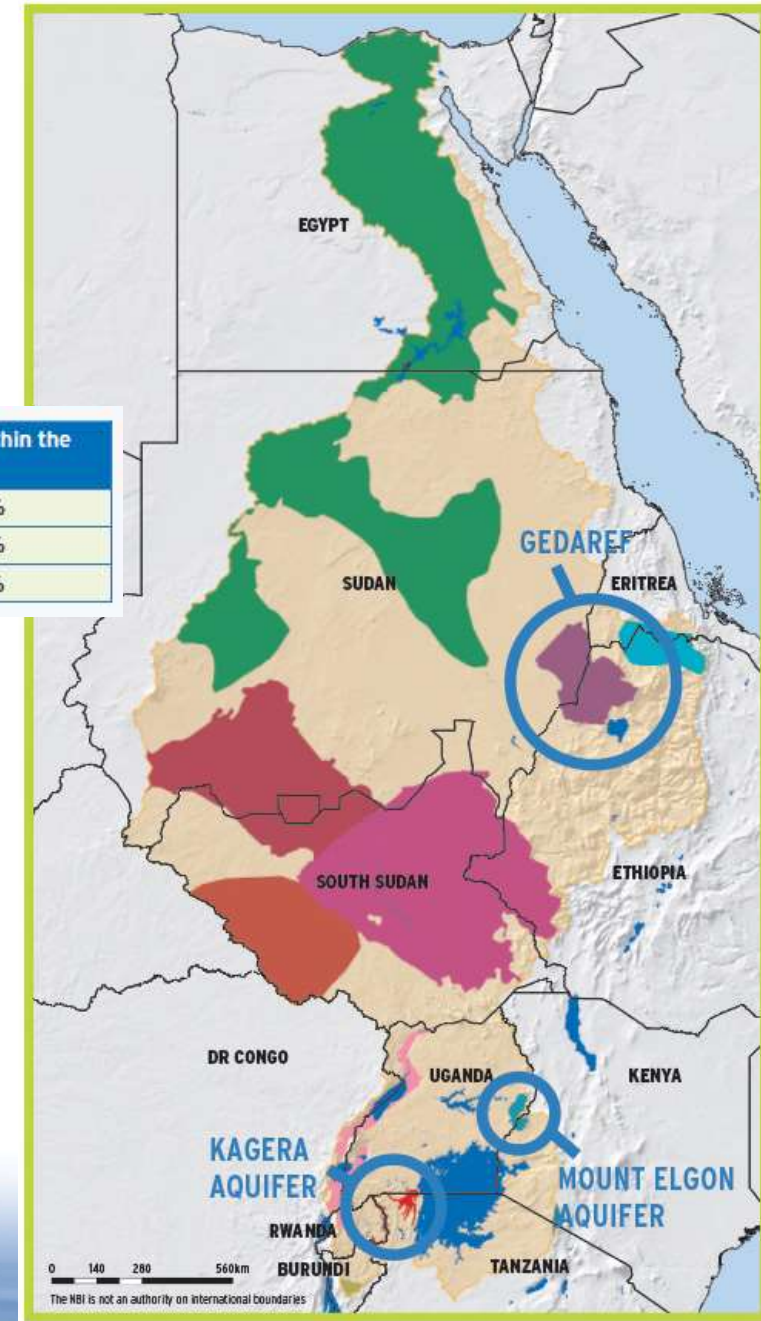 EGYPT
hin the
%
%
%
GEDAREF
SUDAN
ERITREA
SOUTH SUDAN
ETHIOPIA
DR CONGO
UGANDA
KENYA
KAGERA
AQUIFER
MOUNT ELGON
AQUIFER
RWANDA
BURUNDI
TANZANIA
0 140 280 560km
The NBI is not an authority on international boundaries